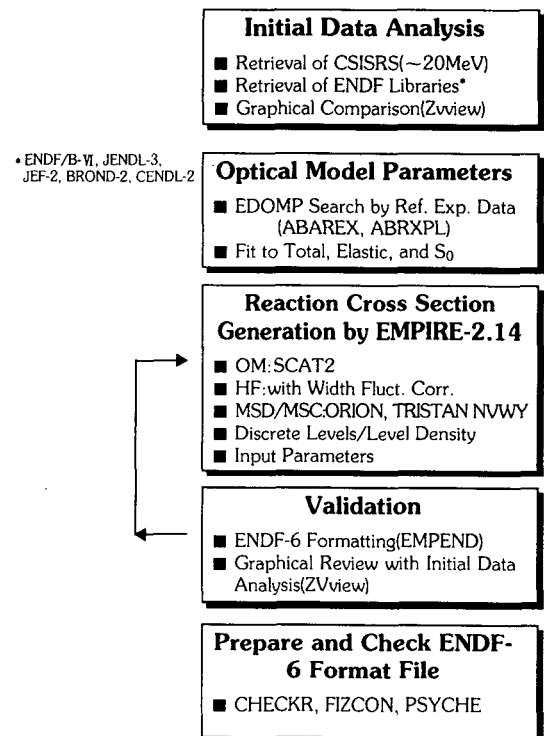 Initial Data Analysis
■ Retrieval of CSISRS(~20MeV)
■ Retrieval of ENDF Libraries*
■ Graphical Comparison(Zvview)
• ENDF/B-VI, JENDL-3,
JEF-2, BROND-2, CENDL-2
Optical Model Parameters
■ EDOMP Search by Ref. Exp. Data
(ABAREX, ABRXPL)
■ Fit to Total, Elastic, and S0
Reaction Cross Section
Generation by EMPIRE-2.14
■ OM:SCAT2
■ HF:with Width Fluct. Corr.
■ MSD/MSC:ORION, TRISTAN NVWY
■ Discrete Levels/Level Density
■ Input Parameters
Validation
■ ENDF-6 Formatting(EMPEND)
■ Graphical Review with Initial Data
Analysis(ZVview)
Prepare and Check ENDF-
6 Format File
■ CHECKR, FIZCON, PSYCHE